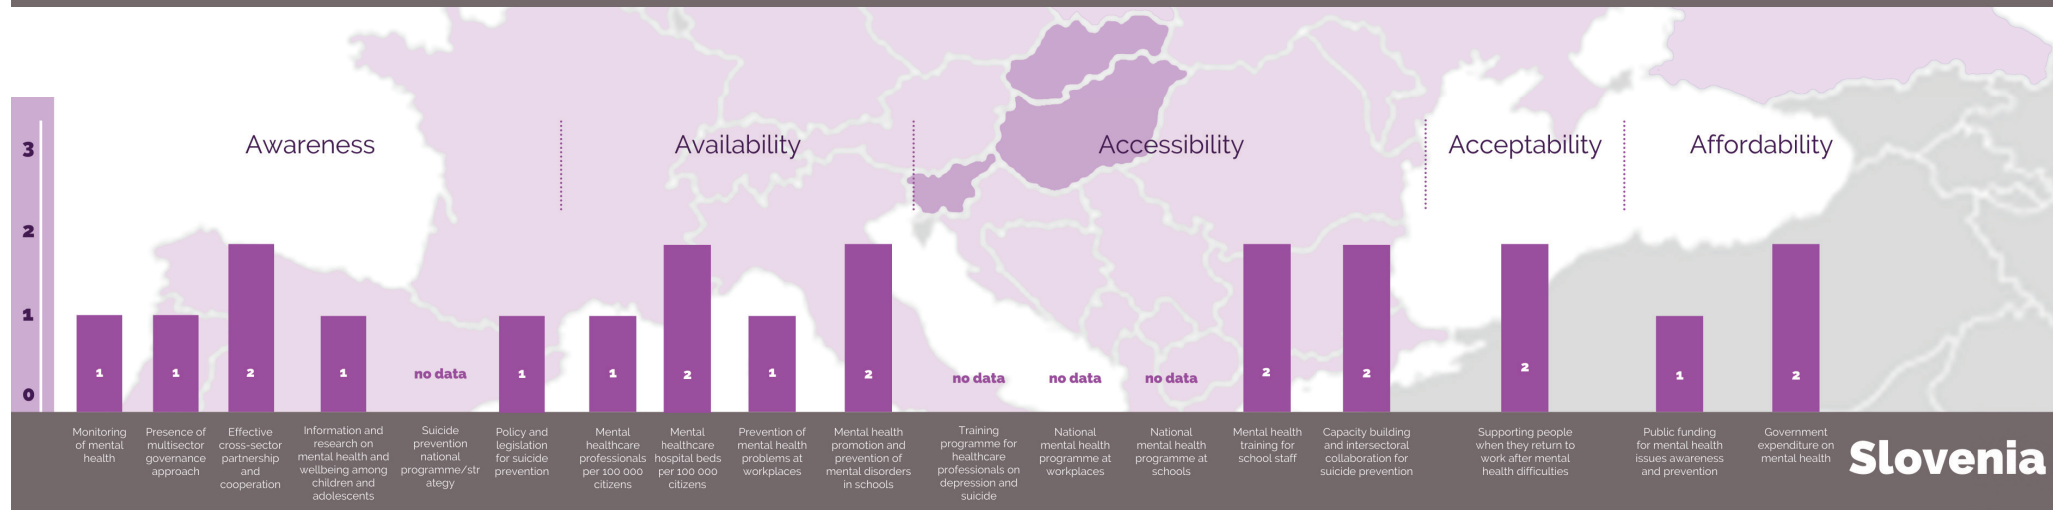 Awareness
Availability
Accessibility
Acceptability
Affordability
3
2
1
0
1
1
2
1
no data
1
1
2
1
2
no data
no data
no data
2
2
2
1
2
Monitoring
of mental
health
Presence of
multisector
governance
approach
Effective
cross-sector
partnership
and
cooperation
Information and
research on
mental health and
wellbeing among
children and
adolescents
Suicide
prevention
national
programme/str
ategy
Policy and
legislation
for suicide
prevention
Mental
healthcare
professionals
per 100 000
citizens
Mental
healthcare
hospital beds
per 100 000
citizens
Prevention of
mental health
problems at
workplaces
Mental health
promotion and
prevention of
mental disorders
in schools
Training
programme for
healthcare
professionals on
depression and
suicide
National
mental health
programme at
workplaces
National
mental health
programme at
schools
Mental health
training for
school staff
Capacity building
and intersectoral
collaboration for
suicide prevention
Supporting people
when they return to
work after mental
health difficulties
Public funding
for mental health
issues awareness
and prevention
Government
expenditure on
mental health
Slovenia